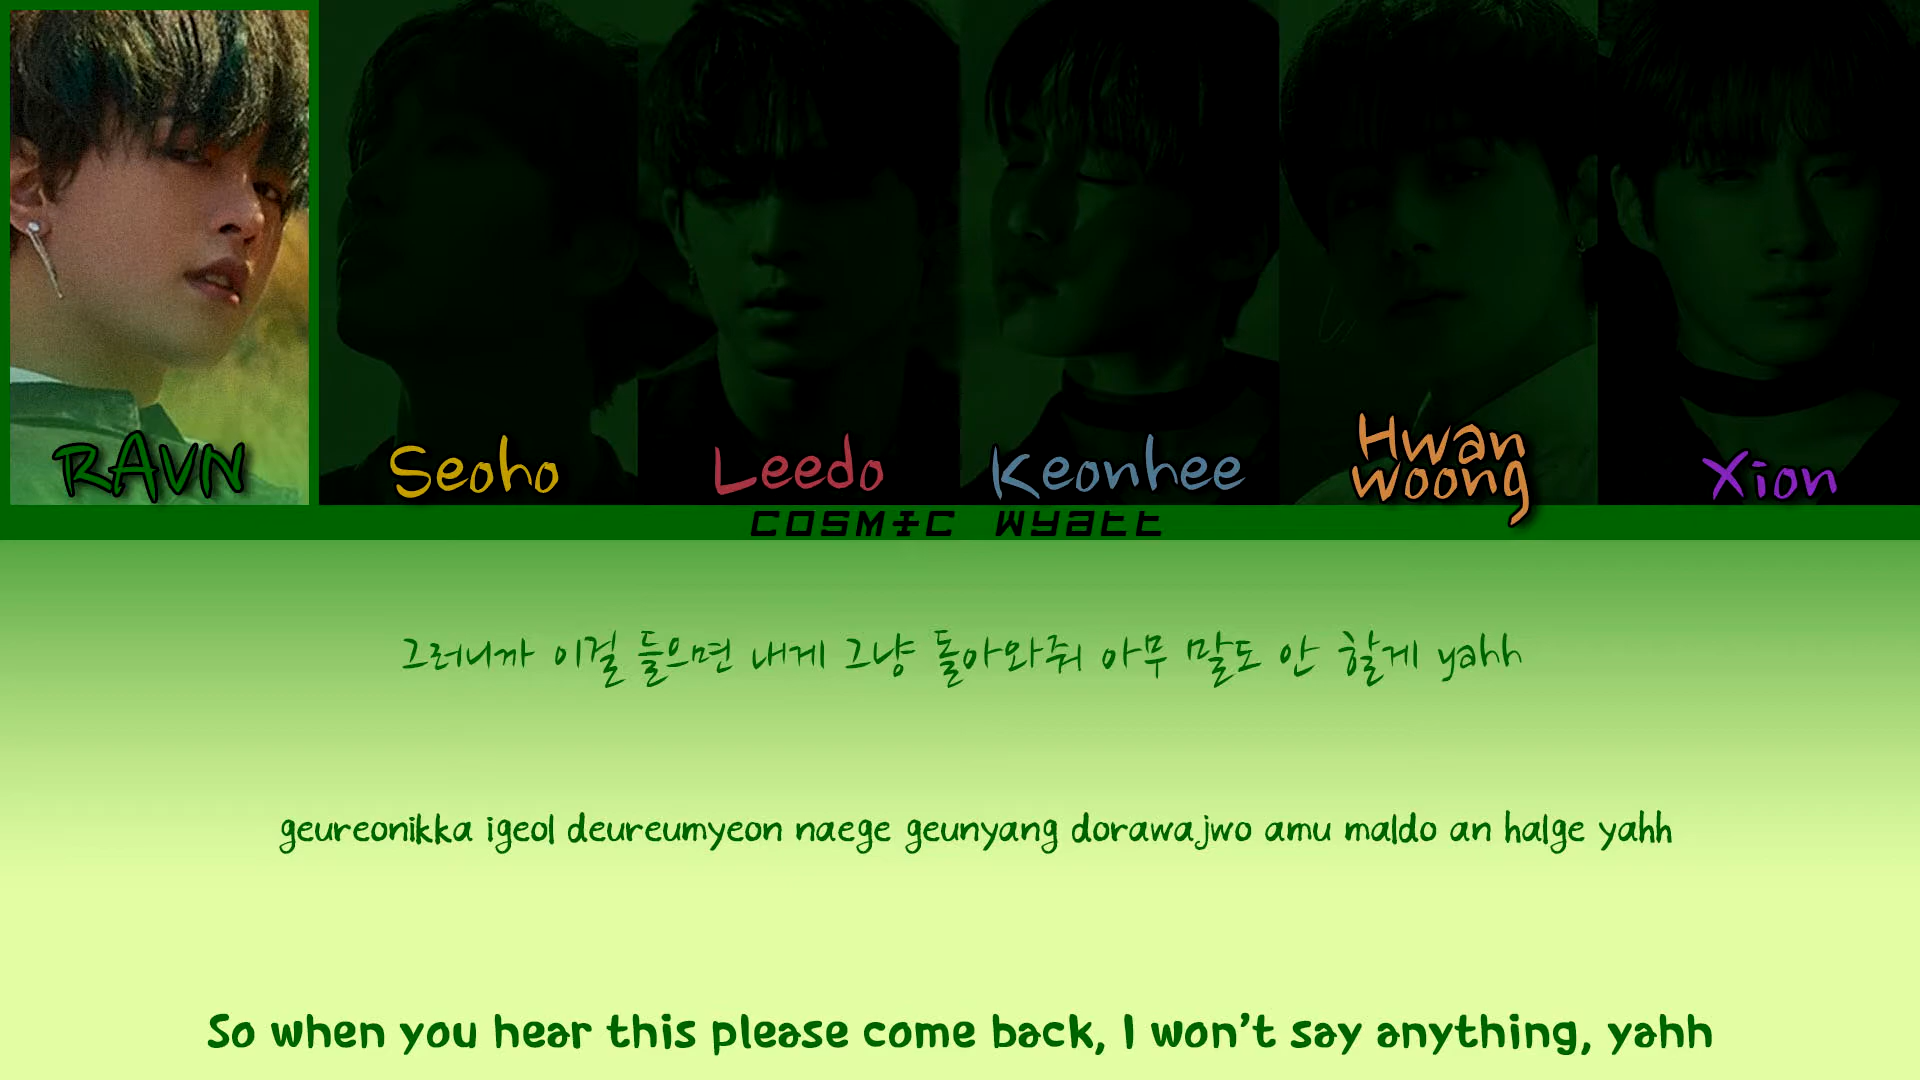 RAVN
Seoho
Leedo
Keonhee
Hwan
woong
Xion
COSMIC WYATT
그러니까 이걸 들으면 내게 그냥 돌아와줘 아무 말도 안 할게 yahh
geureonikka igeol deureumyeon naege geunyang dorawajwo amu maldo an halge yahh
So when you hear this please come back, I won't say anything, yahh